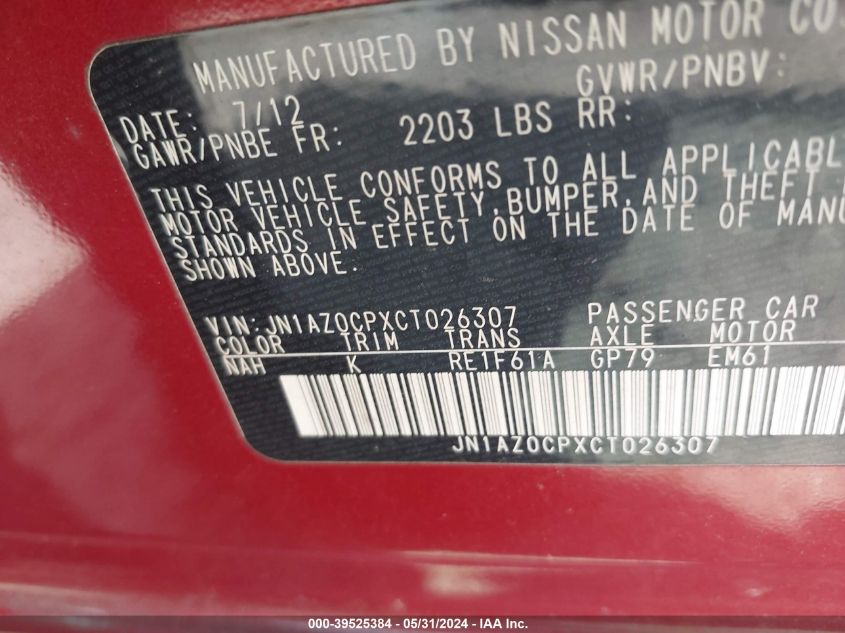 MANUFACTURED BY NISSAN MOTOR CO.
GVWR/PNBV:
DATE: 7/12
GAWR/PNBE FR: 2203 LBS RR:
THIS VEHICLE CONFORMS TO ALL APPLICABL
MOTOR VEHICLE SAFETY, BUMPER, AND THEFT
STANDARDS IN EFFECT ON THE DATE OF MANU
SHOWN ABOVE.
VIN: JN1AZ0CPXCT026307 PASSENGER CAR
COLOR TRIM TRANS AXLE MOTOR
NAH K RE1F61A GP79 EM61
JN1AZ0CPXCT026307
000-39525384 - 05/31/2024 - IAA Inc.